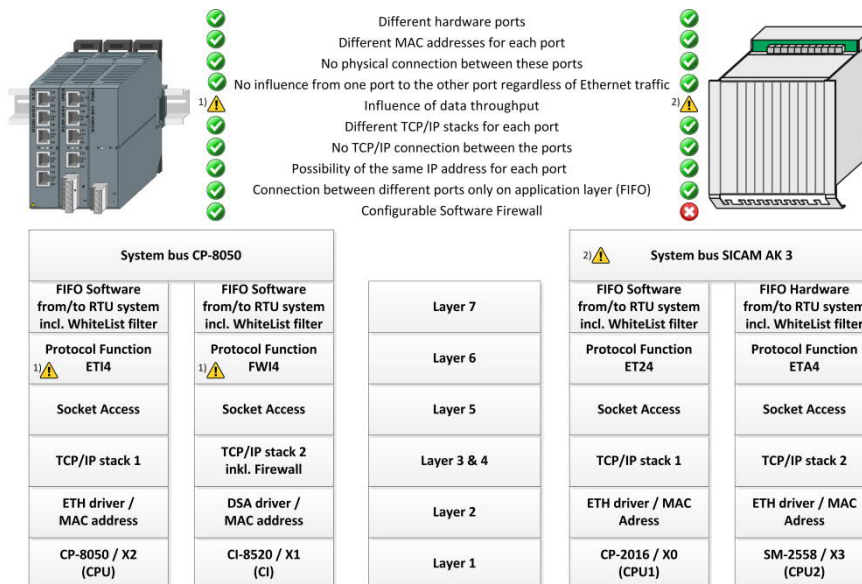 Different hardware ports
Different MAC addresses for each port
No physical connection between these ports
No influence from one port to the other port regardless of Ethernet traffic
1) Influence of data throughput 2)
Different TCP/IP stacks for each port
No TCP/IP connection between the ports
Possibility of the same IP address for each port
Connection between different ports only on application layer (FIFO)
Configurable Software Firewall
System bus CP-8050
2) System bus SICAM AK 3
FIFO Software
from/to RTU system
incl. WhiteList filter
FIFO Software
from/to RTU system
incl. WhiteList filter
Layer 7
FIFO Software
from/to RTU system
incl. WhiteList filter
FIFO Hardware
from/to RTU system
incl. WhiteList filter
Protocol Function
1) ETI4
Protocol Function
1) FWI4
Layer 6
Protocol Function
ET24
Protocol Function
ETA4
Socket Access
Socket Access
Layer 5
Socket Access
Socket Access
TCP/IP stack 1
TCP/IP stack 2
inkl. Firewall
Layer 3 & 4
TCP/IP stack 1
TCP/IP stack 2
ETH driver /
MAC address
DSA driver /
MAC address
Layer 2
ETH driver / MAC
Adress
ETH driver / MAC
Adress
CP-8050 / X2
(CPU)
CI-8520 / X1
(CI)
Layer 1
CP-2016 / X0
(CPU1)
SM-2558 / X3
(CPU2)